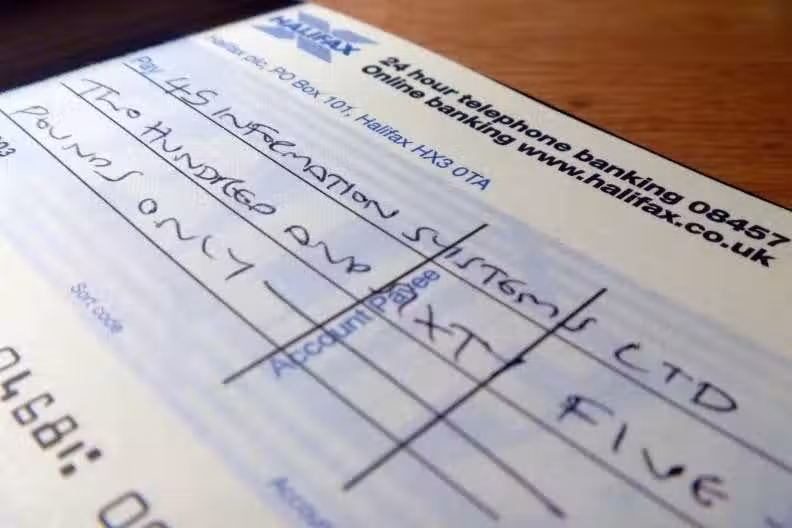 HALIFAX
24 hour telephone banking 08457
Online banking www.halifax.co.uk
Halifax plc, PO Box 101, Halifax HX3 0TA
Pay 4S INFORMATION SYSTEMS LTD
TWO HUNDRED AND SIXTY FIVE
POUNDS ONLY
Account Payee
Sort code